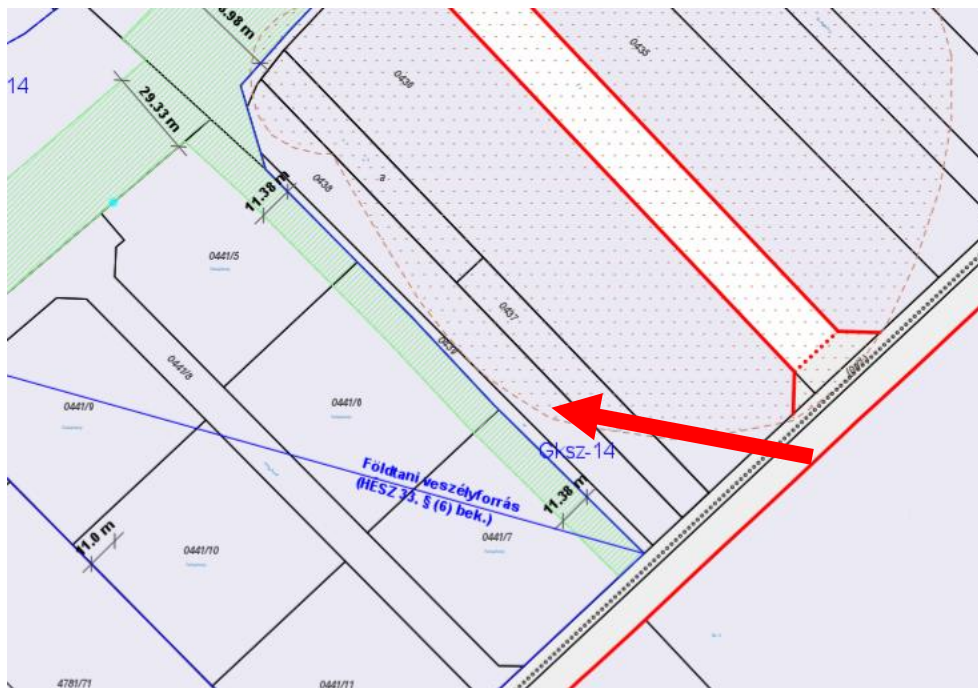 0435
0436
14
29.33 m
0438
a
11.38 m
0441/5
0437
0439
0441/8
0441/6
0441/9
Gksz-14
Földtani veszélyforrás
(HÉSZ 33. § (6) bek.)
11.38 m
11.0 m
0441/7
0441/10
4781/71
0441/11